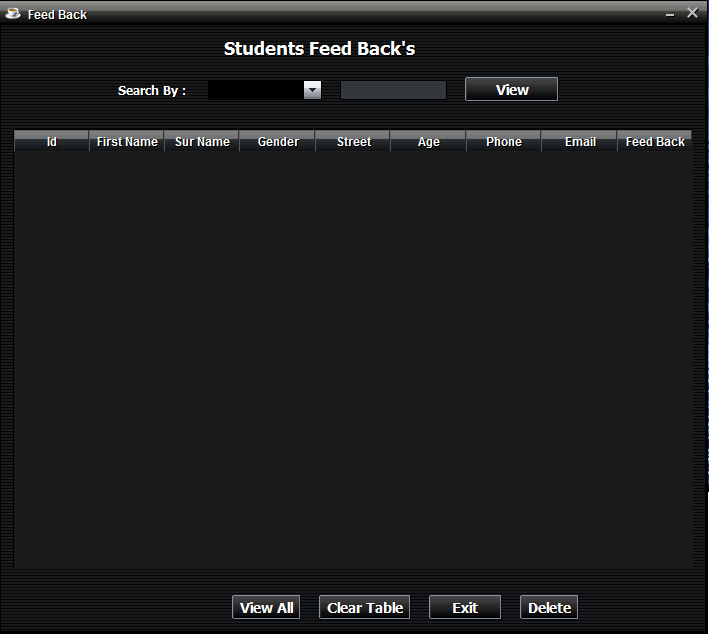 Feed Back
Students Feed Back's
Search By : View
Id First Name Sur Name Gender Street Age Phone Email Feed Back
View All Clear Table Exit Delete